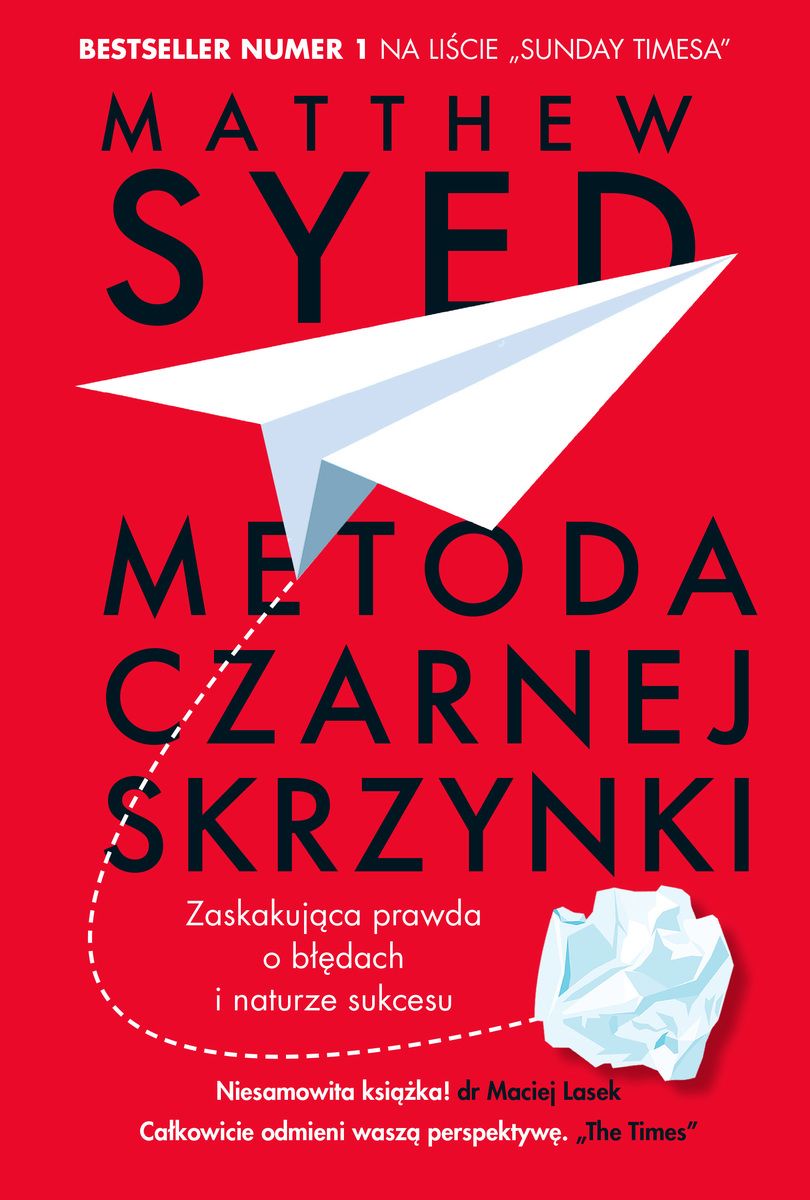 BESTSELLER NUMER 1 NA LIŚCIE „SUNDAY TIMESA”
MATTHEW
SYED
METODA
CZARNEJ
SKRZYNKI
Zaskakująca prawda
o błędach
i naturze sukcesu
Niesamowita książka! dr Maciej Lasek
Całkowicie odmieni waszą perspektywę. „The Times”